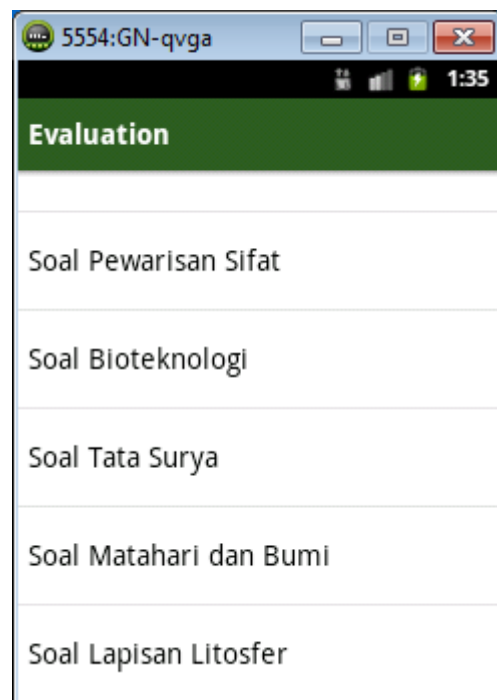 5554:GN-qvga
1:35
Evaluation
Soal Pewarisan Sifat
Soal Bioteknologi
Soal Tata Surya
Soal Matahari dan Bumi
Soal Lapisan Litosfer